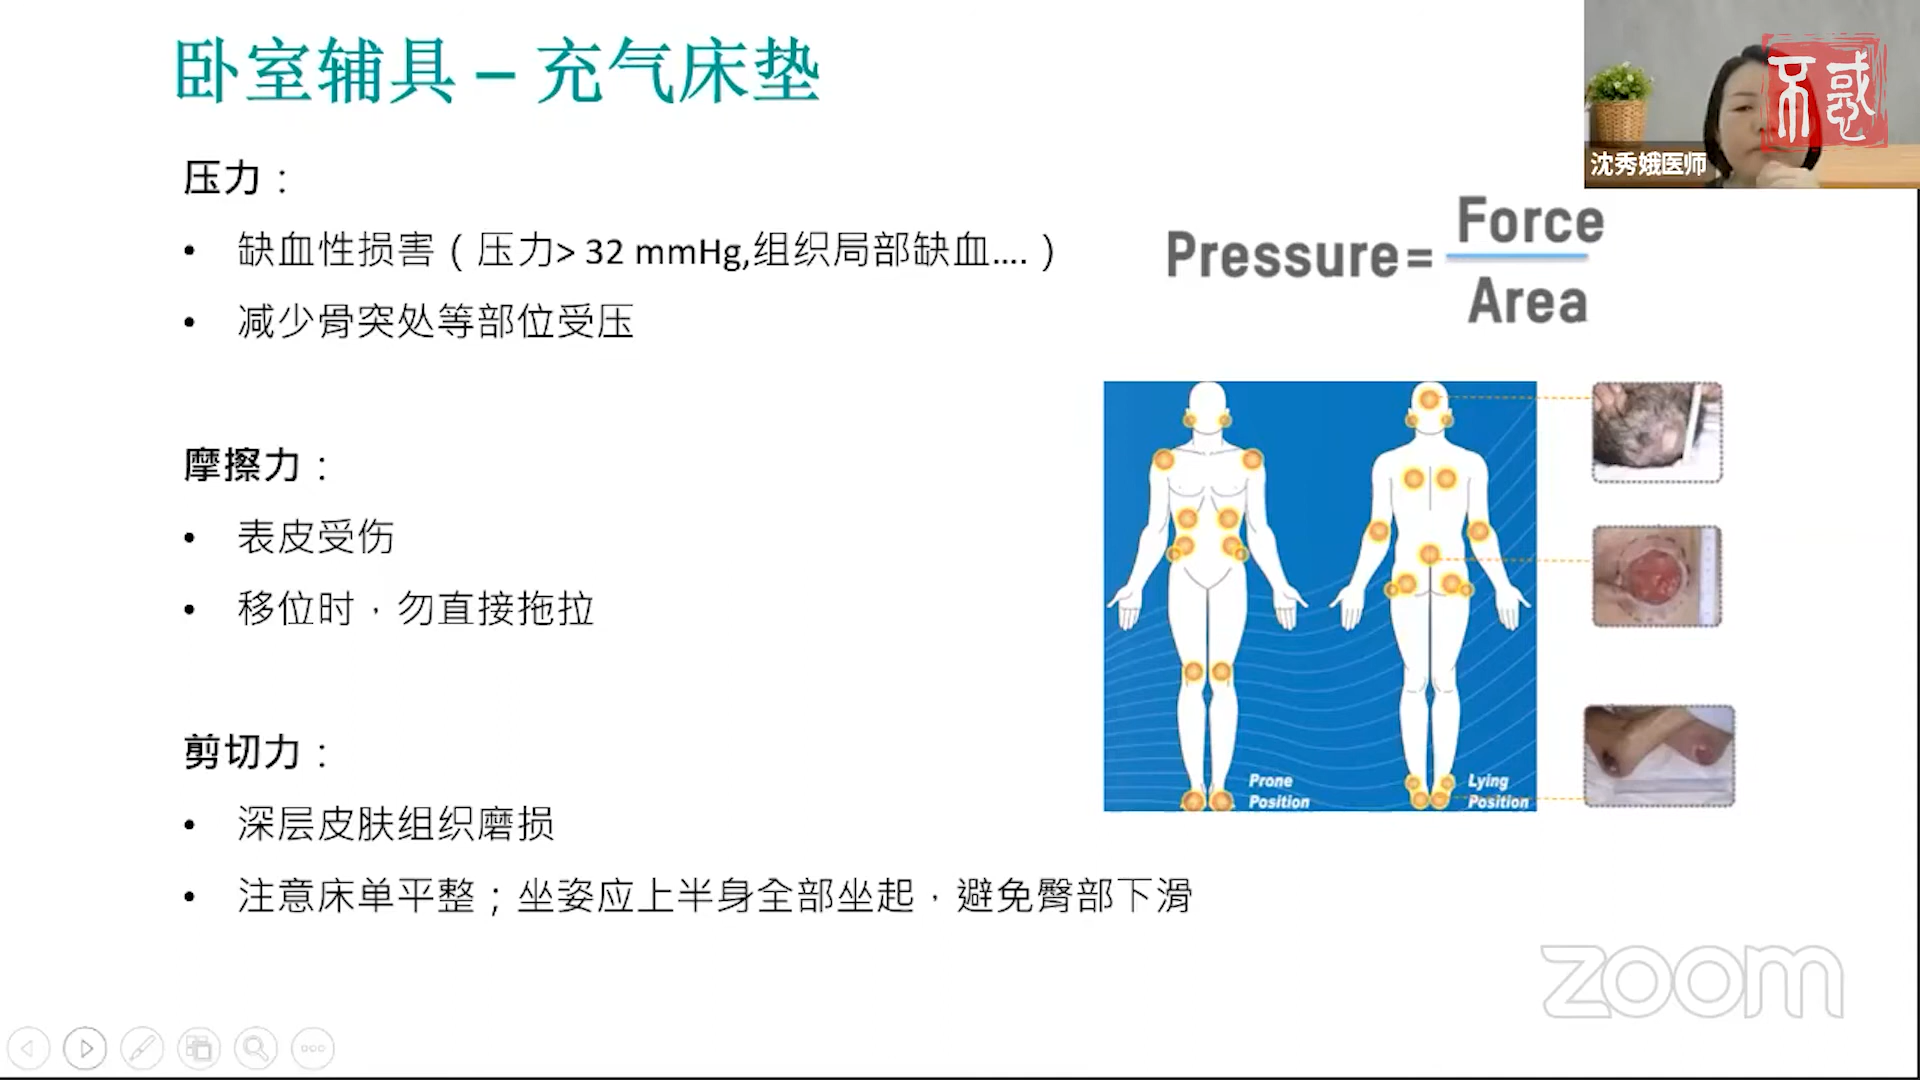 卧室辅具 – 充气床垫
不惑
沈秀娥医师
压力：
• 缺血性损害（压力> 32 mmHg,组织局部缺血....）
• 减少骨突处等部位受压
Pressure = Force
Area
摩擦力：
• 表皮受伤
• 移位时，勿直接拖拉
剪切力：
• 深层皮肤组织磨损
• 注意床单平整；坐姿应上半身全部坐起，避免臀部下滑
Prone
Position
Lying
Position
zoom